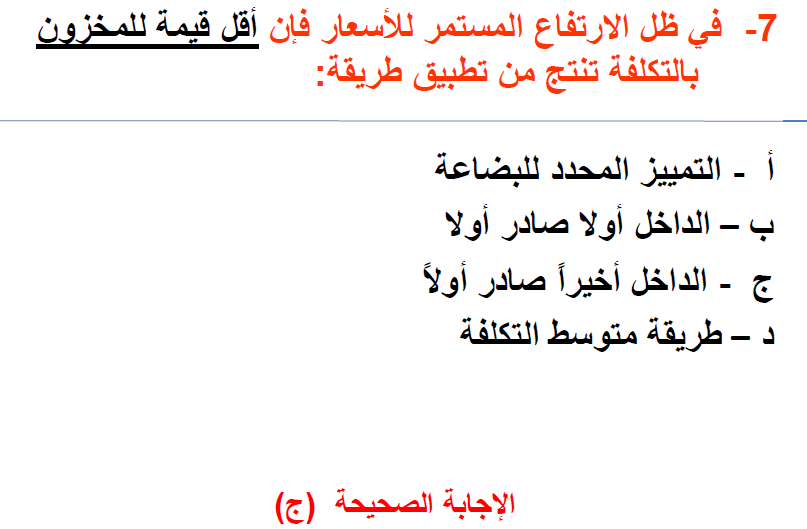 7- في ظل الارتفاع المستمر للأسعار فإن أقل قيمة للمخزون
بالتكلفة تنتج من تطبيق طريقة:
أ - التمييز المحدد للبضاعة
ب – الداخل أولا صادر أولا
ج - الداخل أخيراً صادر أولاً
د – طريقة متوسط التكلفة
الإجابة الصحيحة (ج)